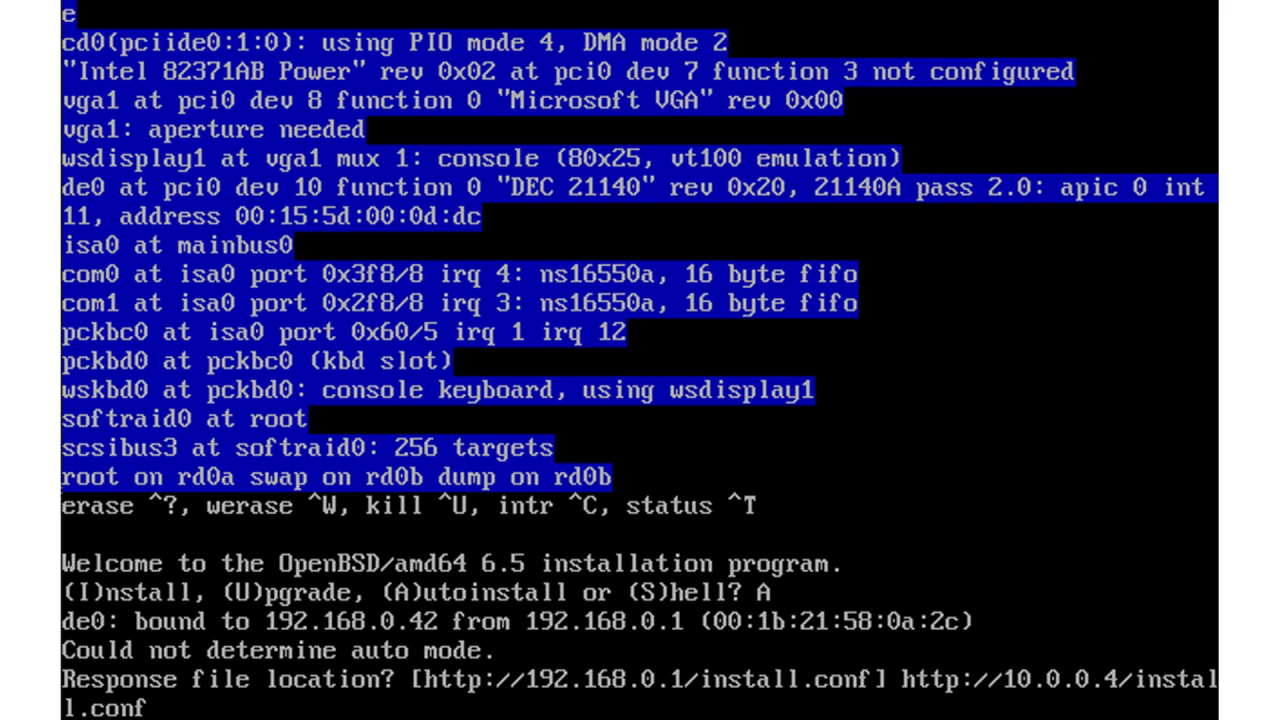 e
cd0(pciide0:1:0): using PIO mode 4, DMA mode 2
"Intel 82371AB Power" rev 0x02 at pci0 dev 7 function 3 not configured
vga1 at pci0 dev 8 function 0 "Microsoft VGA" rev 0x00
vga1: aperture needed
wsdisplay1 at vga1 mux 1: console (80x25, vt100 emulation)
de0 at pci0 dev 10 function 0 "DEC 21140" rev 0x20, 21140A pass 2.0: apic 0 int
11, address 00:15:5d:00:0d:dc
isa0 at mainbus0
com0 at isa0 port 0x3f8/8 irq 4: ns16550a, 16 byte fifo
com1 at isa0 port 0x2f8/8 irq 3: ns16550a, 16 byte fifo
pckbc0 at isa0 port 0x60/5 irq 1 irq 12
pckbd0 at pckbc0 (kbd slot)
wskbd0 at pckbd0: console keyboard, using wsdisplay1
softraid0 at root
scsibus3 at softraid0: 256 targets
root on rd0a swap on rd0b dump on rd0b
erase ^?, werase ^W, kill ^U, intr ^C, status ^T
Welcome to the OpenBSD/amd64 6.5 installation program.
(I)nstall, (U)pgrade, (A)utoinstall or (S)hell? A
de0: bound to 192.168.0.42 from 192.168.0.1 (00:1b:21:58:0a:2c)
Could not determine auto mode.
Response file location? [http://192.168.0.1/install.conf] http://10.0.0.4/instal
l.conf